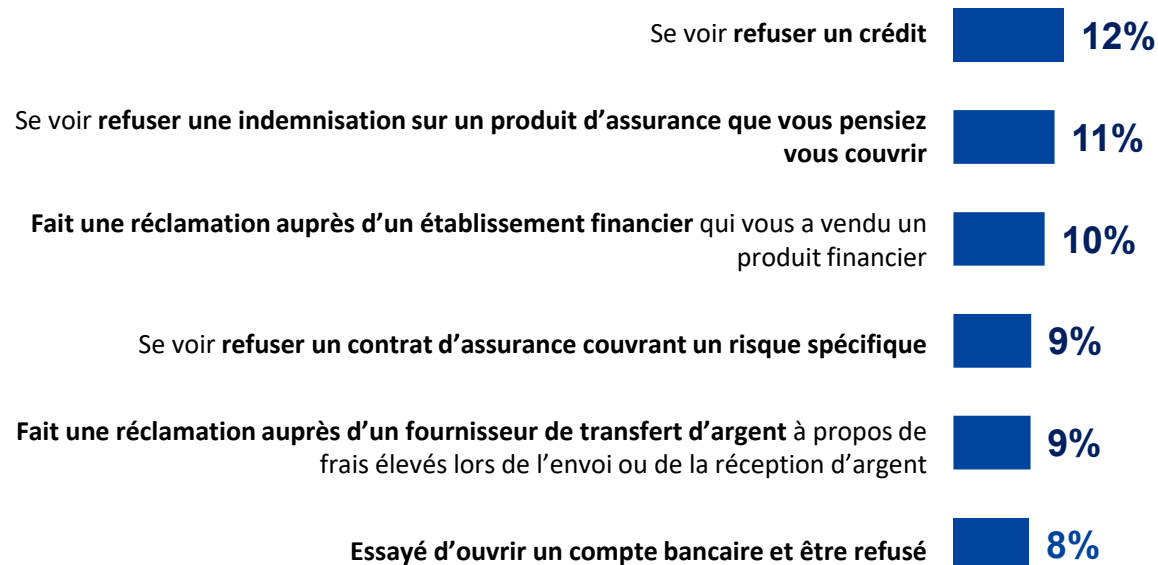 Se voir refuser un crédit
12%
Se voir refuser une indemnisation sur un produit d’assurance que vous pensiez
vous couvrir
11%
Fait une réclamation auprès d’un établissement financier qui vous a vendu un
produit financier
10%
Se voir refuser un contrat d’assurance couvrant un risque spécifique
9%
Fait une réclamation auprès d’un fournisseur de transfert d’argent à propos de
frais élevés lors de l’envoi ou de la réception d’argent
9%
Essayé d’ouvrir un compte bancaire et être refusé
8%